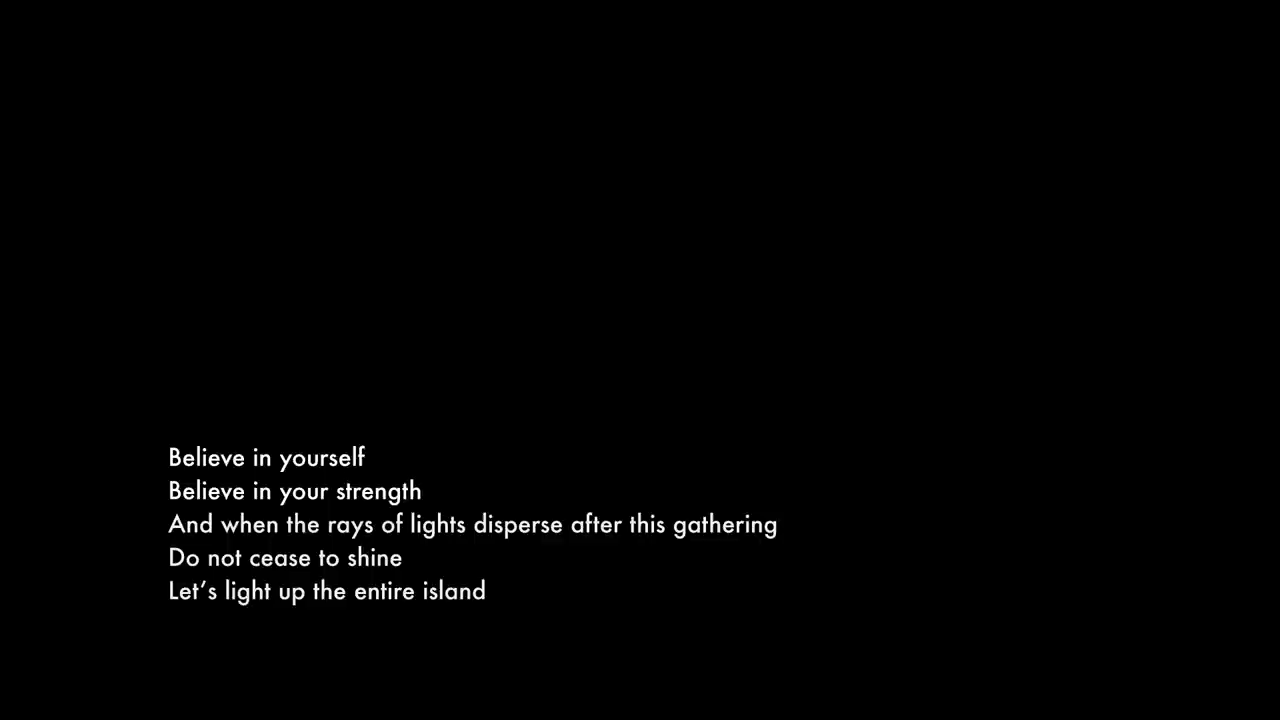 Believe in yourself
Believe in your strength
And when the rays of lights disperse after this gathering
Do not cease to shine
Let’s light up the entire island